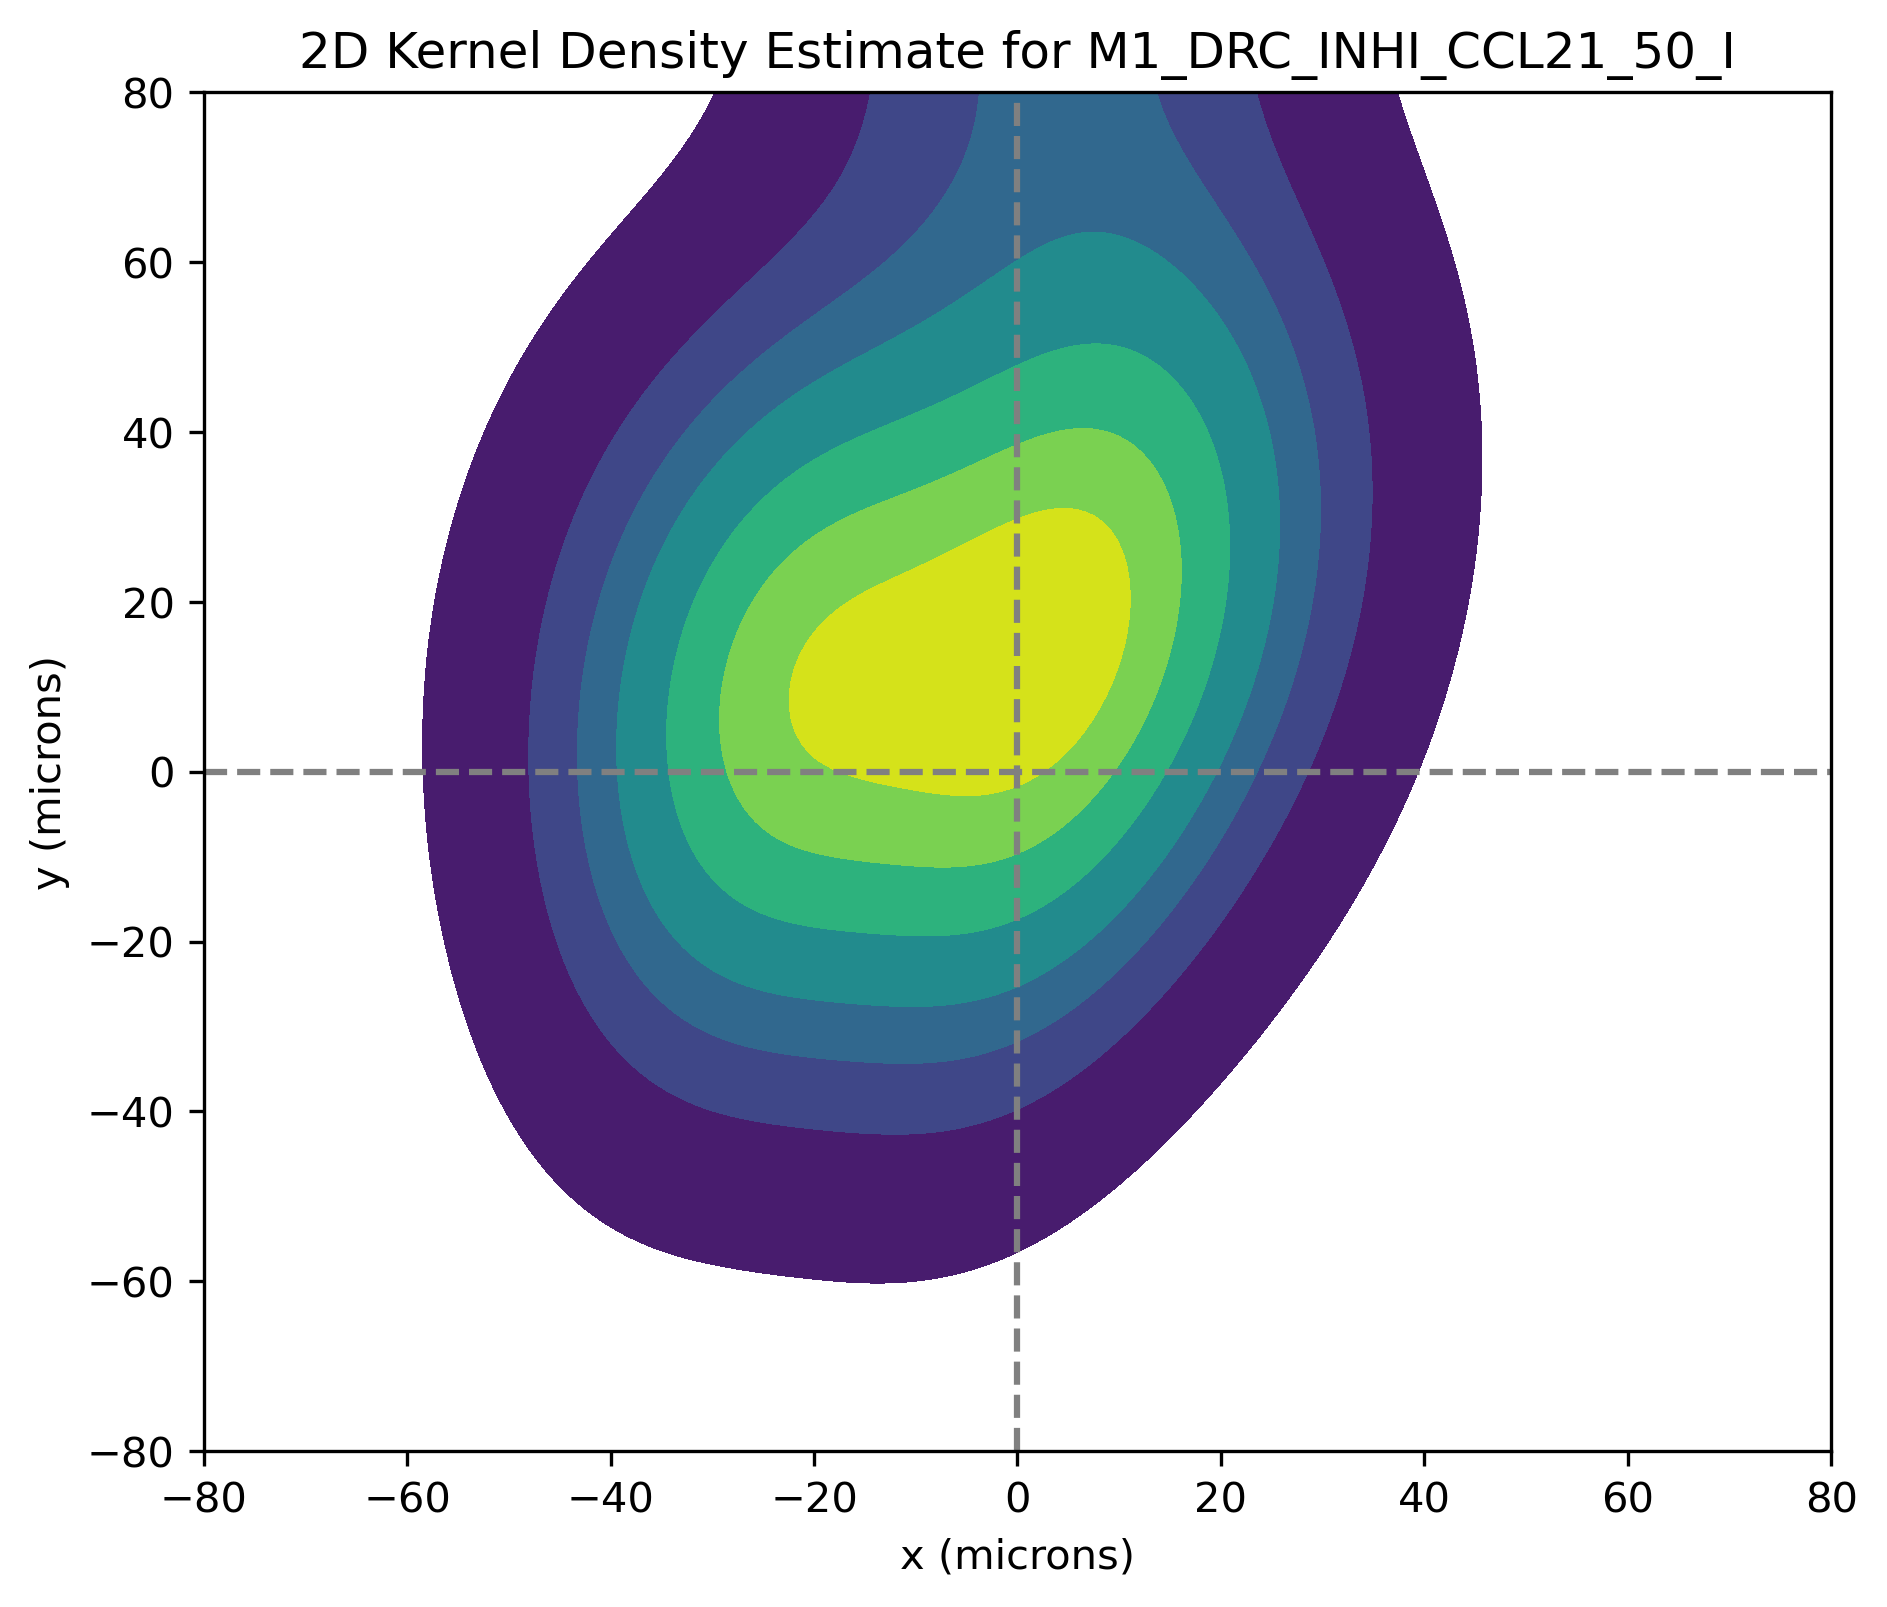 2D Kernel Density Estimate for M1_DRC_INHI_CCL21_50_I
80
60
40
20
0
−20
−40
−60
−80
y (microns)
−80 −60 −40 −20 0 20 40 60 80
x (microns)